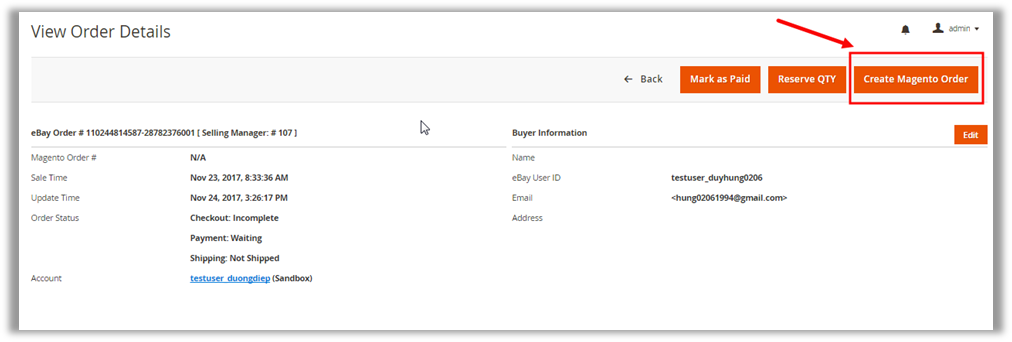 View Order Details
admin
Back
Mark as Paid
Reserve QTY
Create Magento Order
eBay Order # 110244814587-28782376001 [ Selling Manager: # 107 ]
Magento Order # N/A
Sale Time Nov 23, 2017, 8:33:36 AM
Update Time Nov 24, 2017, 3:26:17 PM
Order Status Checkout: Incomplete
Payment: Waiting
Shipping: Not Shipped
Account testuser_duongdiep (Sandbox)
Buyer Information
Edit
Name
eBay User ID testuser_duyhung0206
Email <hung02061994@gmail.com>
Address